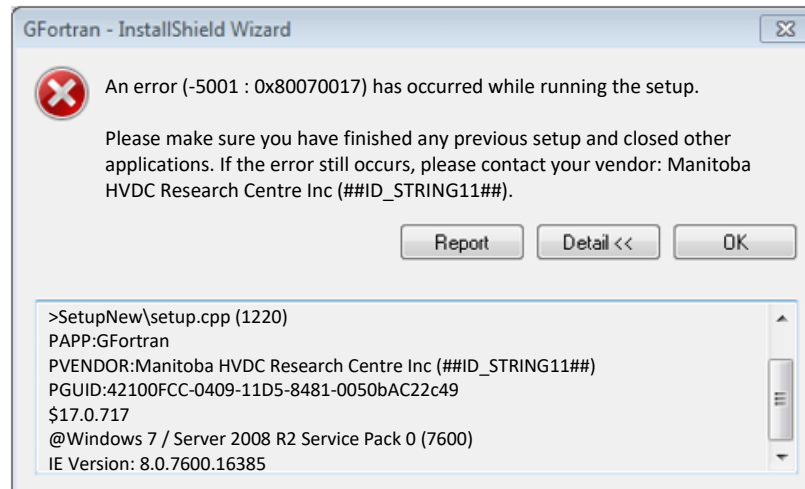 GFortran - InstallShield Wizard
An error (-5001 : 0x80070017) has occurred while running the setup.
Please make sure you have finished any previous setup and closed other
applications. If the error still occurs, please contact your vendor: Manitoba
HVDC Research Centre Inc (##ID_STRING11##).
Report Detail << OK
>SetupNew\setup.cpp (1220)
PAPP:GFortran
PVENDOR:Manitoba HVDC Research Centre Inc (##ID_STRING11##)
PGUID:42100FCC-0409-11D5-8481-0050bAC22c49
$17.0.717
@Windows 7 / Server 2008 R2 Service Pack 0 (7600)
IE Version: 8.0.7600.16385